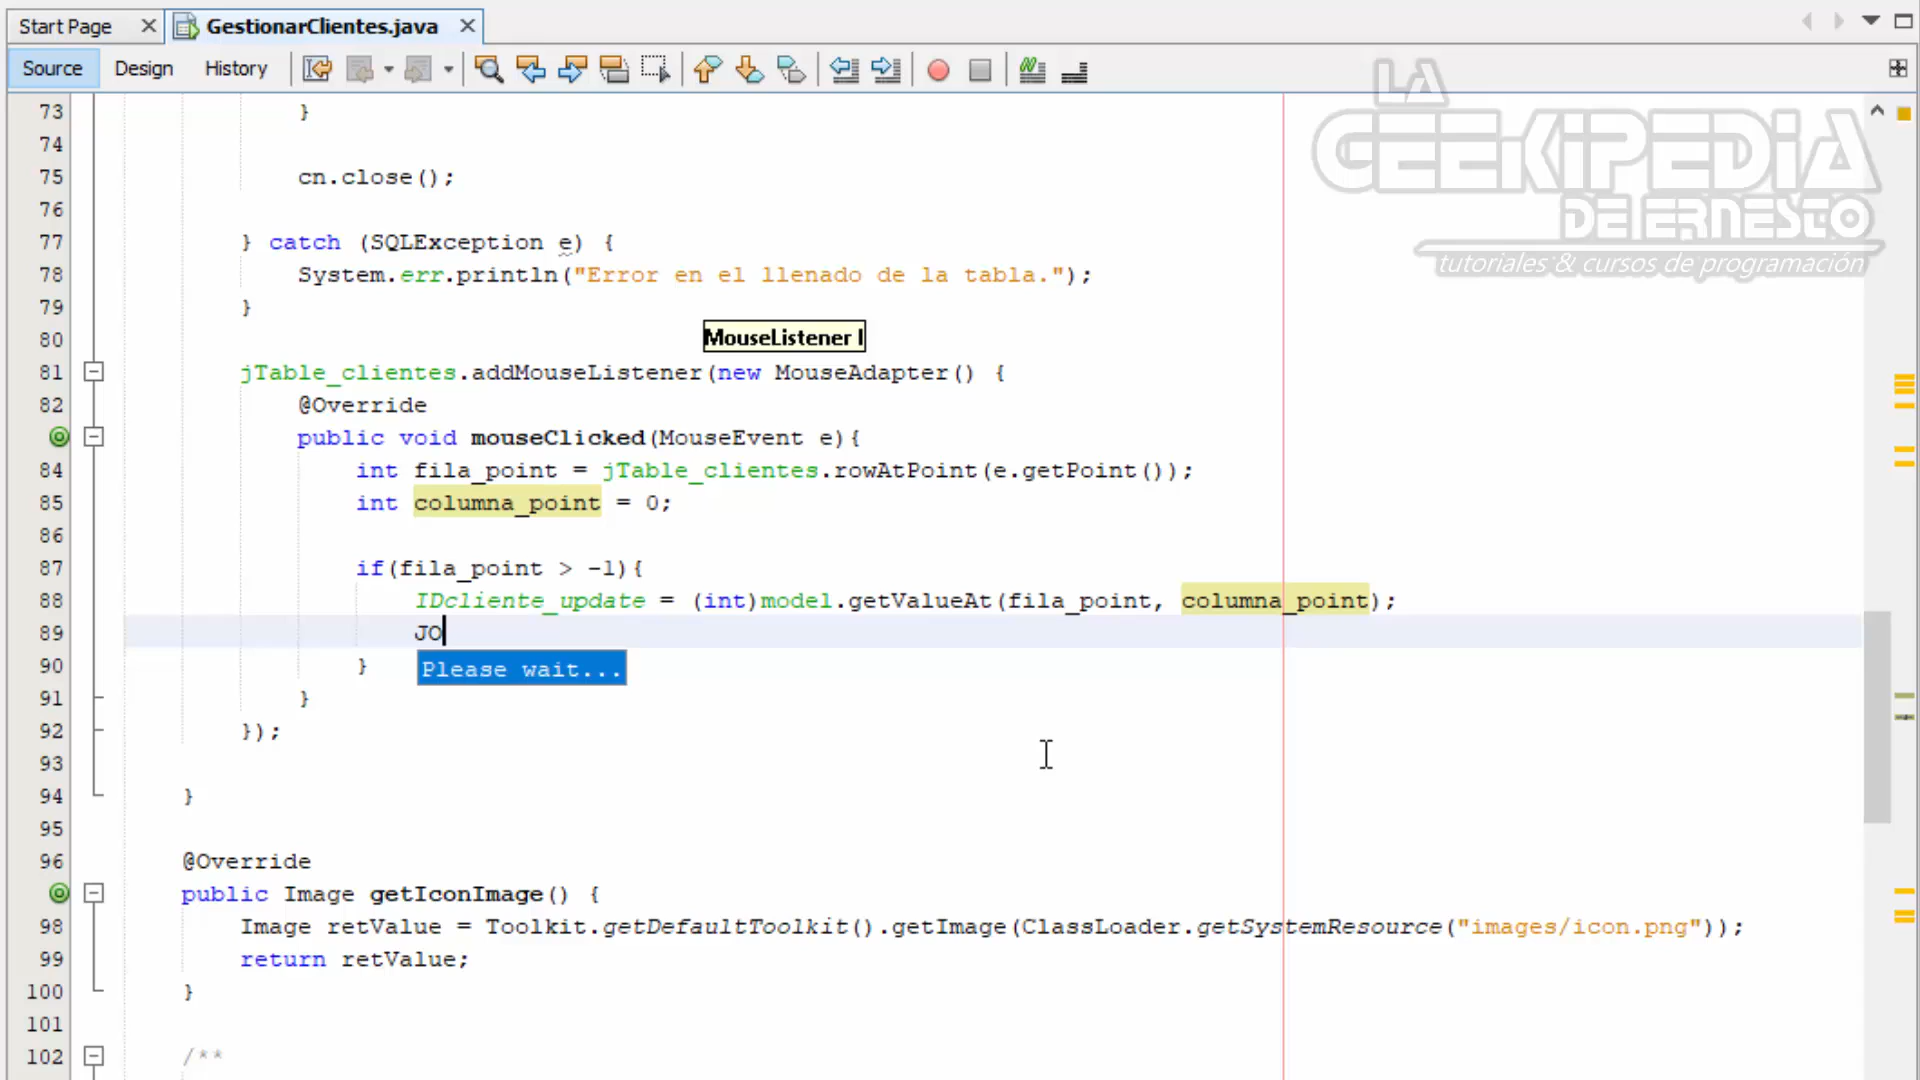 Start Page
GestionarClientes.java
Source Design History
LA
GEEKIPEDIA
DE ERNESTO
tutoriales & cursos de programación
73 }
74
75 cn.close();
76
77 } catch (SQLException e) {
78 System.err.println("Error en el llenado de la tabla.");
79 }
80
MouseListener l
81 jTable_clientes.addMouseListener(new MouseAdapter() {
82 @Override
public void mouseClicked(MouseEvent e){
84 int fila_point = jTable_clientes.rowAtPoint(e.getPoint());
85 int columna_point = 0;
86
87 if(fila_point > -1){
88 IDcliente_update = (int)model.getValueAt(fila_point, columna_point);
89 JO
90 }
Please wait...
91 }
92 });
93
94 }
95
96 @Override
public Image getIconImage() {
98 Image retValue = Toolkit.getDefaultToolkit().getImage(ClassLoader.getSystemResource("images/icon.png"));
99 return retValue;
100 }
101
102 /**